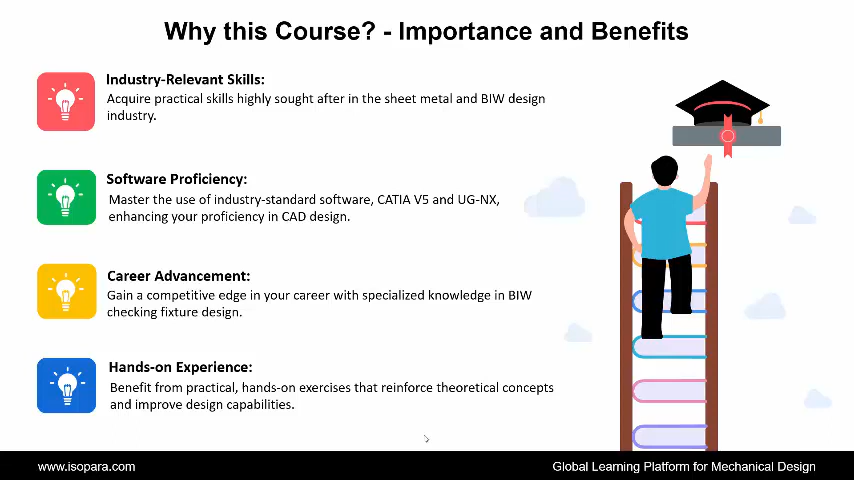 Why this Course? - Importance and Benefits
Industry-Relevant Skills:
Acquire practical skills highly sought after in the sheet metal and BIW design
industry.
Software Proficiency:
Master the use of industry-standard software, CATIA V5 and UG-NX,
enhancing your proficiency in CAD design.
Career Advancement:
Gain a competitive edge in your career with specialized knowledge in BIW
checking fixture design.
Hands-on Experience:
Benefit from practical, hands-on exercises that reinforce theoretical concepts
and improve design capabilities.
www.isopara.com
Global Learning Platform for Mechanical Design